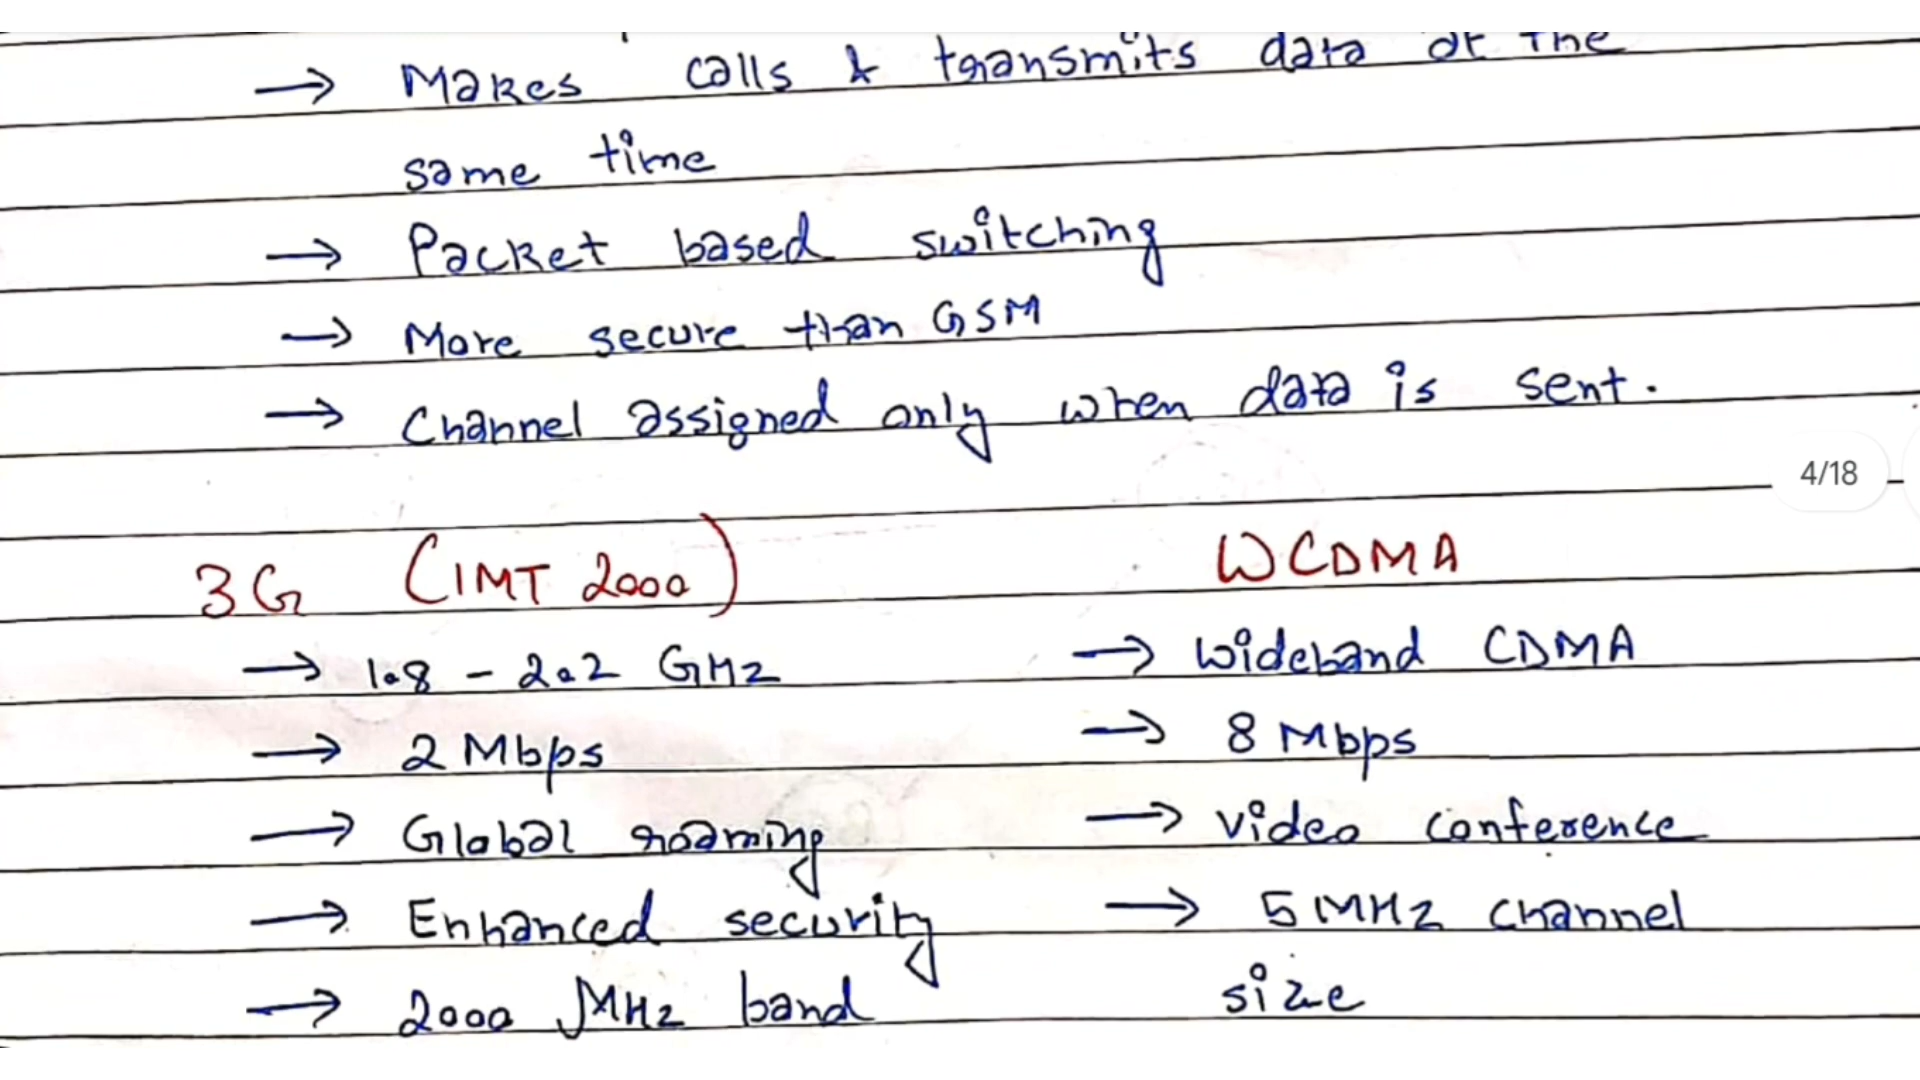 → Makes calls & transmits data at the
same time
→ Packet based switching
→ More secure than GSM
→ Channel assigned only when data is sent.
4/18
3G (IMT 2000)
→ 1.8 - 2.2 GHz
→ 2 Mbps
→ Global roaming
→ Enhanced security
→ 2000 MHz band
WCDMA
→ Wideband CDMA
→ 8 Mbps
→ Video conference
→ 5 MHz channel
size